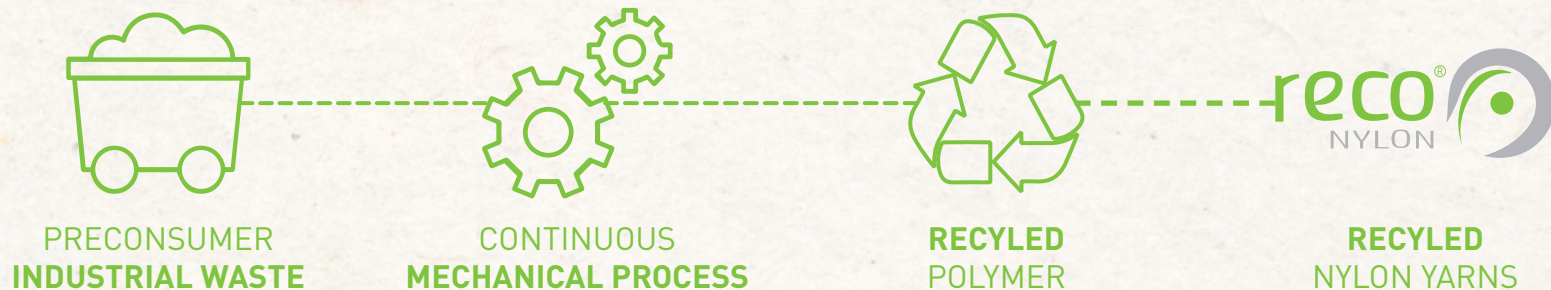 reco®
NYLON
PRECONSUMER
INDUSTRIAL WASTE
CONTINUOUS
MECHANICAL PROCESS
RECYLED
POLYMER
RECYLED
NYLON YARNS